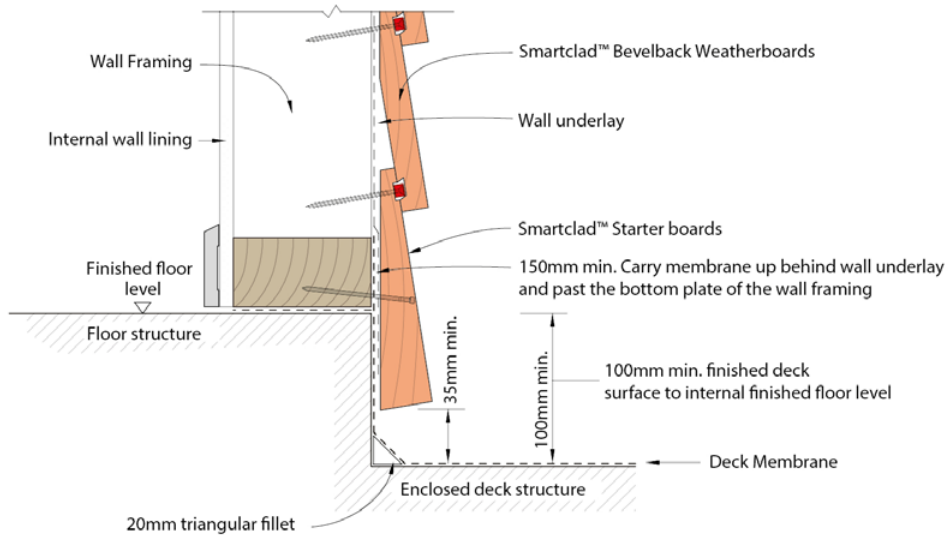 Wall Framing
Internal wall lining
Finished floor
level
Floor structure
Smartclad™ Bevelback Weatherboards
Wall underlay
Smartclad™ Starter boards
150mm min. Carry membrane up behind wall underlay
and past the bottom plate of the wall framing
35mm min.
100mm min.
100mm min. finished deck
surface to internal finished floor level
Deck Membrane
Enclosed deck structure
20mm triangular fillet